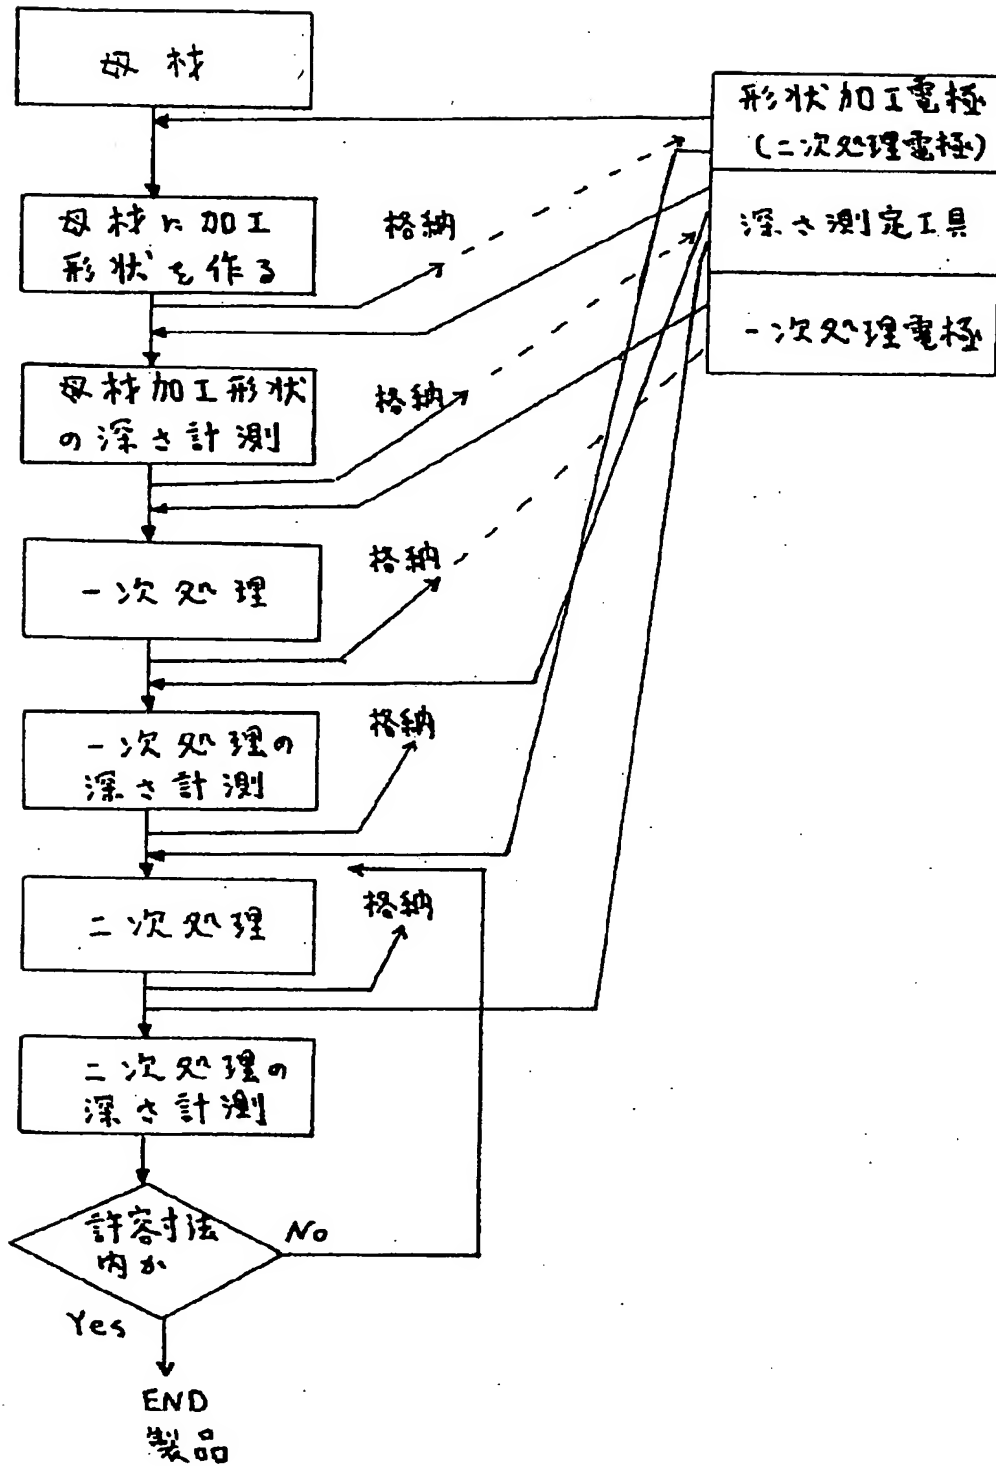 母材
形状加工電極
(二次処理電極)
深さ測定工具
一次処理電極
母材に加工
形状を作る
格納
母材加工形状
の深さ計測
格納
一次処理
格納
一次処理の
深さ計測
格納
二次処理
格納
二次処理の
深さ計測
許容寸法
内か
No
Yes
END
製品